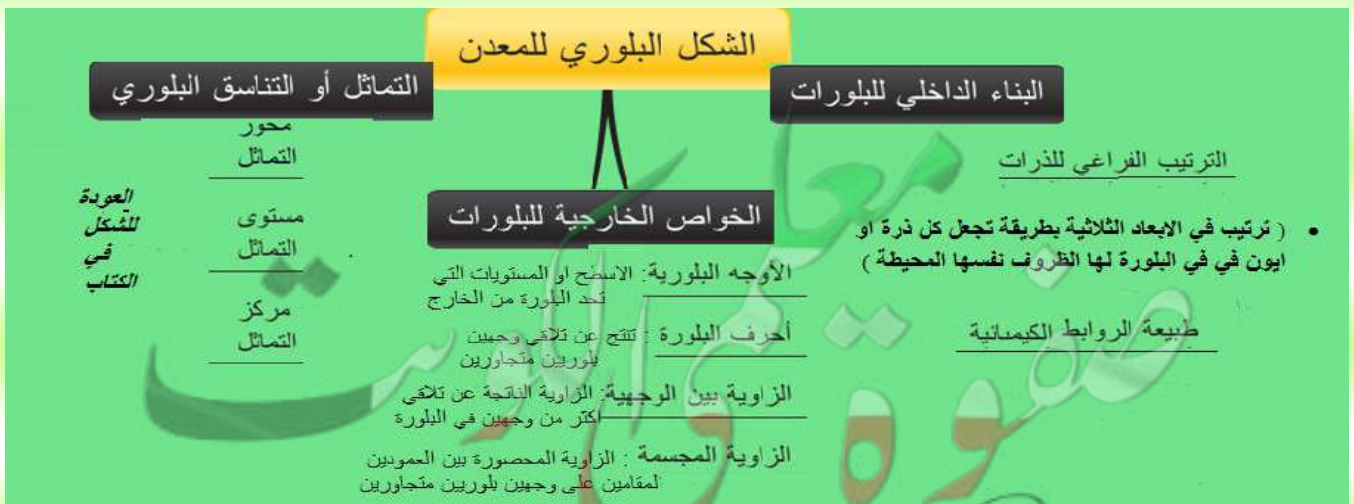 الشكل البلوري للمعدن
البناء الداخلي للبلورات
الترتيب الفراغي للذرات
• ( ترتيب في الابعاد الثلاثية بطريقة تجعل كل ذرة او
ايون في في البلورة لها الظروف نفسها المحيطة )
طبيعة الروابط الكيميائية
الخواص الخارجية للبلورات
الأوجه البلورية: الاسطح او المستويات التي
تحد البلورة من الخارج
أحرف البلورة : تنتج عن تلاقي وجهين
بلوريين متجاورين
الزاوية بين الوجهية: الزاوية الناتجة عن تلاقي
اكثر من وجهين في البلورة
الزاوية المجسمة : الزاوية المحصورة بين العمودين
لمقامين على وجهين بلوريين متجاورين
التماثل أو التناسق البلوري
محور
التماثل
مستوى
التماثل
مركز
التماثل
العودة
للشكل
في
الكتاب
صفوة معلمي الكويت